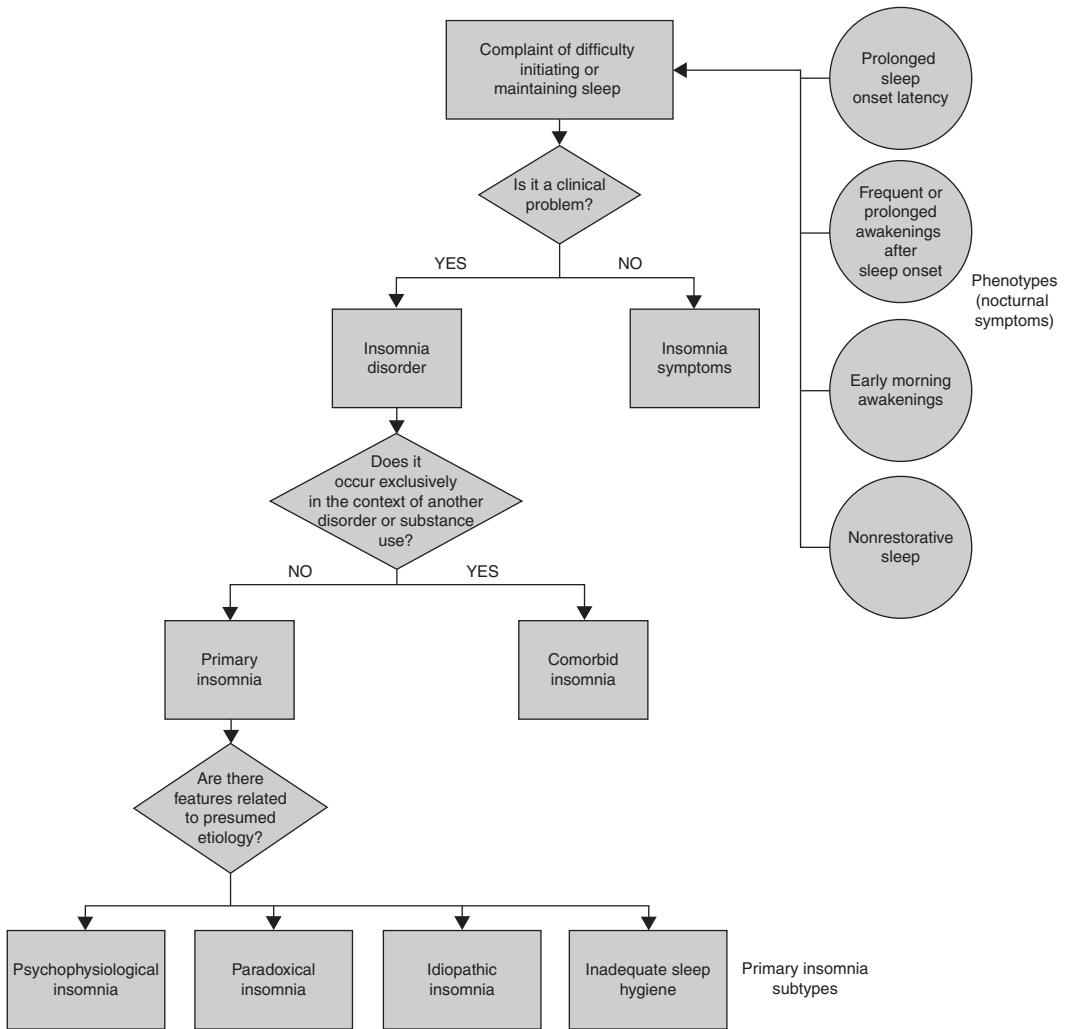 Complaint of difficulty
initiating or
maintaining sleep
Prolonged
sleep
onset latency
Is it a clinical
problem?
Frequent or
prolonged
awakenings
after
sleep onset
Phenotypes
(nocturnal
symptoms)
YES
NO
Insomnia
disorder
Insomnia
symptoms
Early morning
awakenings
Does it
occur exclusively
in the context of another
disorder or substance
use?
Nonrestorative
sleep
NO
YES
Primary
insomnia
Comorbid
insomnia
Are there
features related
to presumed
etiology?
Psychophysiological
insomnia
Paradoxical
insomnia
Idiopathic
insomnia
Inadequate sleep
hygiene
Primary insomnia
subtypes